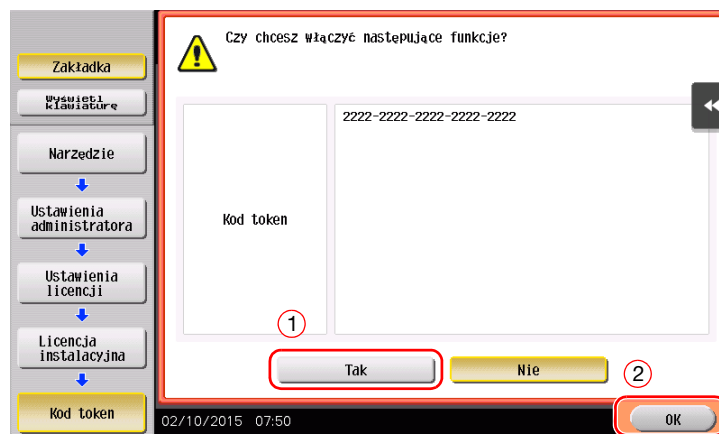 Zakładka
Wyświetl
klawiaturę
Narzędzie
Ustawienia
administratora
Ustawienia
licencji
Licencja
instalacyjna
Kod token
Czy chcesz włączyć następujące funkcje?
Kod token
2222-2222-2222-2222-2222
1
Tak
Nie
2
02/10/2015 07:50
OK